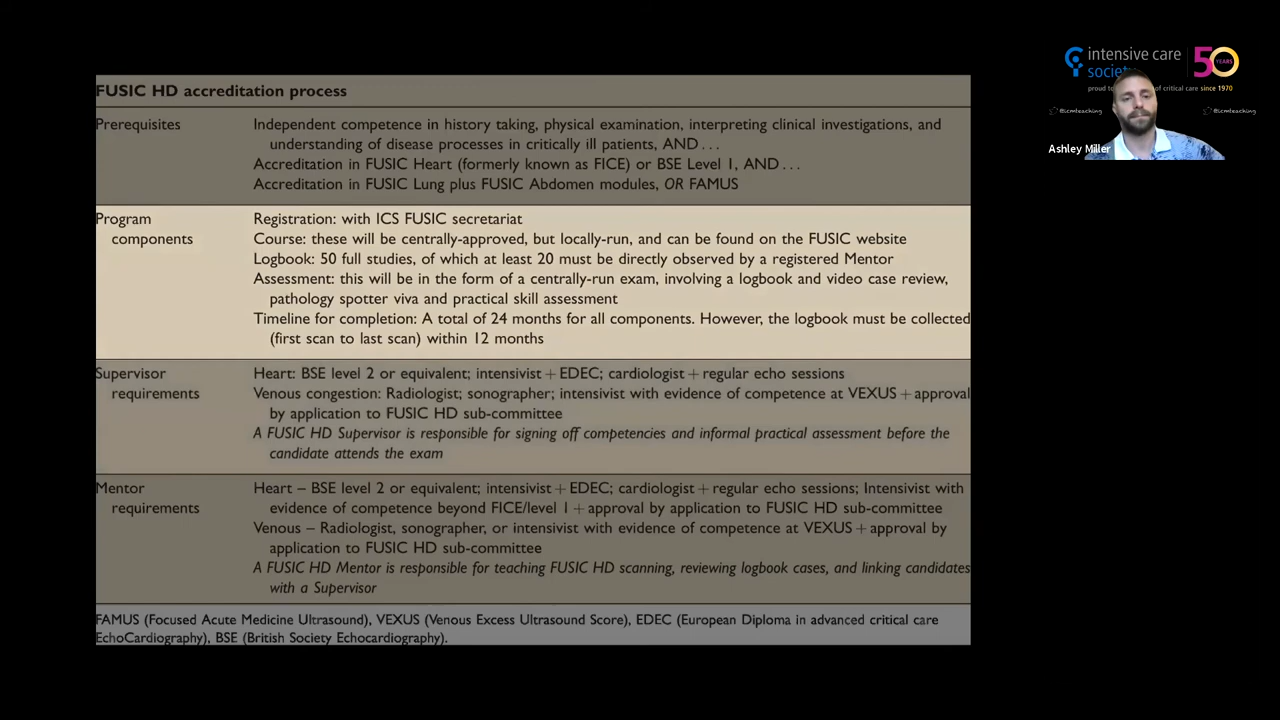 intensive care
society
50
YEARS
proud to of critical care since 1970
@icmteaching @icmteaching
Ashley Miller
FUSIC HD accreditation process
Prerequisites Independent competence in history taking, physical examination, interpreting clinical investigations, and
understanding of disease processes in critically ill patients, AND . . .
Accreditation in FUSIC Heart (formerly known as FICE) or BSE Level 1, AND . . .
Accreditation in FUSIC Lung plus FUSIC Abdomen modules, OR FAMUS
Program Registration: with ICS FUSIC secretariat
components Course: these will be centrally-approved, but locally-run, and can be found on the FUSIC website
Logbook: 50 full studies, of which at least 20 must be directly observed by a registered Mentor
Assessment: this will be in the form of a centrally-run exam, involving a logbook and video case review,
pathology spotter viva and practical skill assessment
Timeline for completion: A total of 24 months for all components. However, the logbook must be collected
(first scan to last scan) within 12 months
Supervisor Heart: BSE level 2 or equivalent; intensivist + EDEC; cardiologist + regular echo sessions
requirements Venous congestion: Radiologist; sonographer; intensivist with evidence of competence at VEXUS + approval
by application to FUSIC HD sub-committee
A FUSIC HD Supervisor is responsible for signing off competencies and informal practical assessment before the
candidate attends the exam
Mentor Heart – BSE level 2 or equivalent; intensivist + EDEC; cardiologist + regular echo sessions; Intensivist with
requirements evidence of competence beyond FICE/level 1 + approval by application to FUSIC HD sub-committee
Venous – Radiologist, sonographer, or intensivist with evidence of competence at VEXUS + approval by
application to FUSIC HD sub-committee
A FUSIC HD Mentor is responsible for teaching FUSIC HD scanning, reviewing logbook cases, and linking candidates
with a Supervisor
FAMUS (Focused Acute Medicine Ultrasound), VEXUS (Venous Excess Ultrasound Score), EDEC (European Diploma in advanced critical care
EchoCardiography), BSE (British Society Echocardiography).